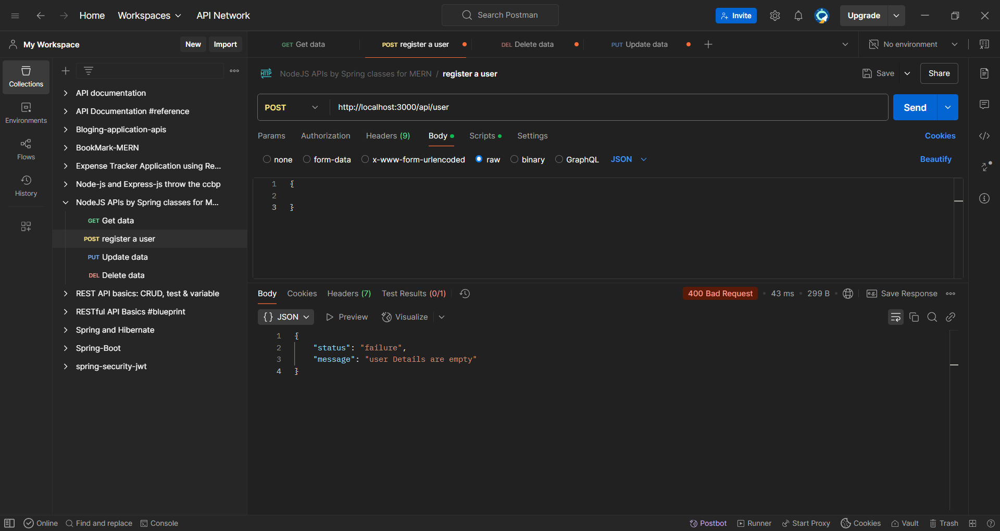 Home Workspaces API Network Search Postman Invite Upgrade
My Workspace New Import GET Get data POST register a user DEL Delete data PUT Update data No environment
Collections
Environments
Flows
History
API documentation
API Documentation #reference
Bloging-application-apis
BookMark-MERN
Expense Tracker Application using Re...
Node-js and Express-js throw the ccbp
NodeJS APIs by Spring classes for M...
GET Get data
POST register a user
PUT Update data
DEL Delete data
REST API basics: CRUD, test & variable
RESTful API Basics #blueprint
Spring and Hibernate
Spring-Boot
spring-security-jwt
HTTP NodeJS APIs by Spring classes for MERN / register a user Save Share
POST http://localhost:3000/api/user Send
Params Authorization Headers (9) Body Scripts Settings Cookies
none form-data x-www-form-urlencoded raw binary GraphQL JSON Beautify
1 {
2
3 }
Body Cookies Headers (7) Test Results (0/1) 400 Bad Request 43 ms 299 B e.g. Save Response
{} JSON Preview Visualize
1 {
2 "status": "failure",
3 "message": "user Details are empty"
4 }
Online Find and replace Console Postbot Runner Start Proxy Cookies Vault Trash